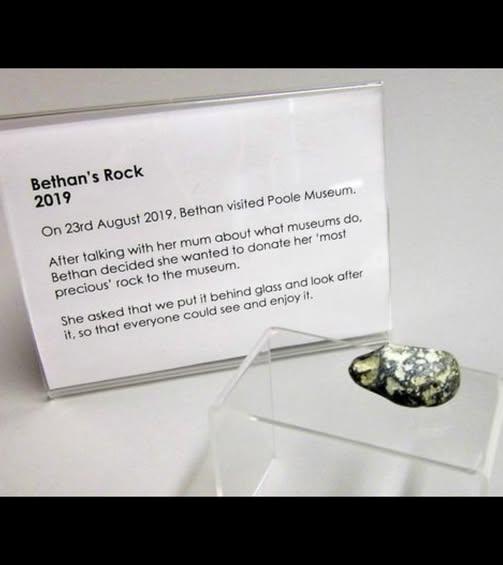 Bethan's Rock
2019
On 23rd August 2019, Bethan visited Poole Museum.
After talking with her mum about what museums do,
Bethan decided she wanted to donate her 'most
precious' rock to the museum.
She asked that we put it behind glass and look after
it, so that everyone could see and enjoy it.